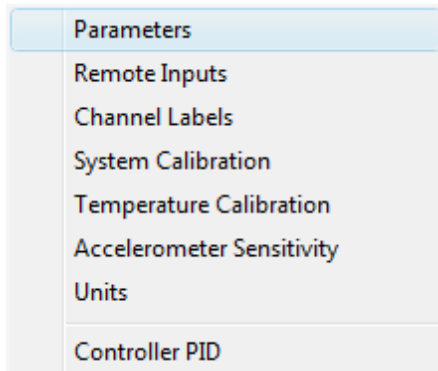 Parameters
Remote Inputs
Channel Labels
System Calibration
Temperature Calibration
Accelerometer Sensitivity
Units
Controller PID